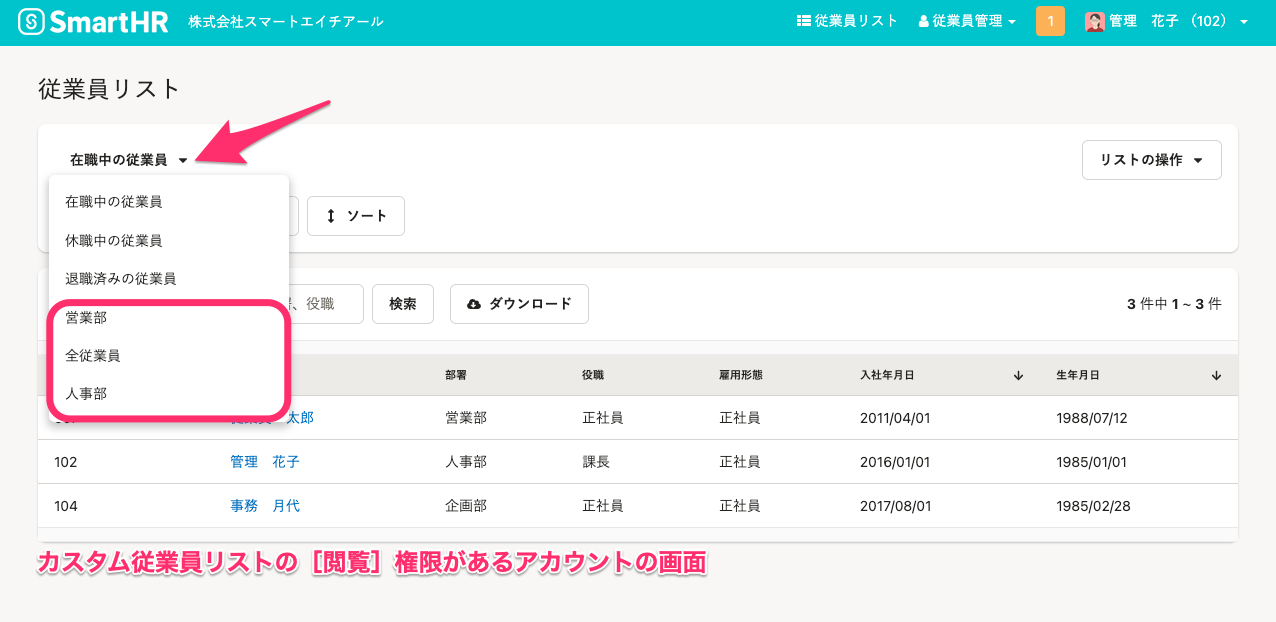 SmartHR 株式会社スマートエイチアール 従業員リスト 従業員管理 1 管理 花子 (102)
従業員リスト
在職中の従業員 リストの操作
在職中の従業員
休職中の従業員
退職済みの従業員
営業部
全従業員
人事部
ソート
、役職 検索 ダウンロード 3 件中 1 ~ 3 件
部署 役職 雇用形態 入社年月日 生年月日
太郎 営業部 正社員 正社員 2011/04/01 1988/07/12
102 管理 花子 人事部 課長 正社員 2016/01/01 1985/01/01
104 事務 月代 企画部 正社員 正社員 2017/08/01 1985/02/28
カスタム従業員リストの［閲覧］権限があるアカウントの画面